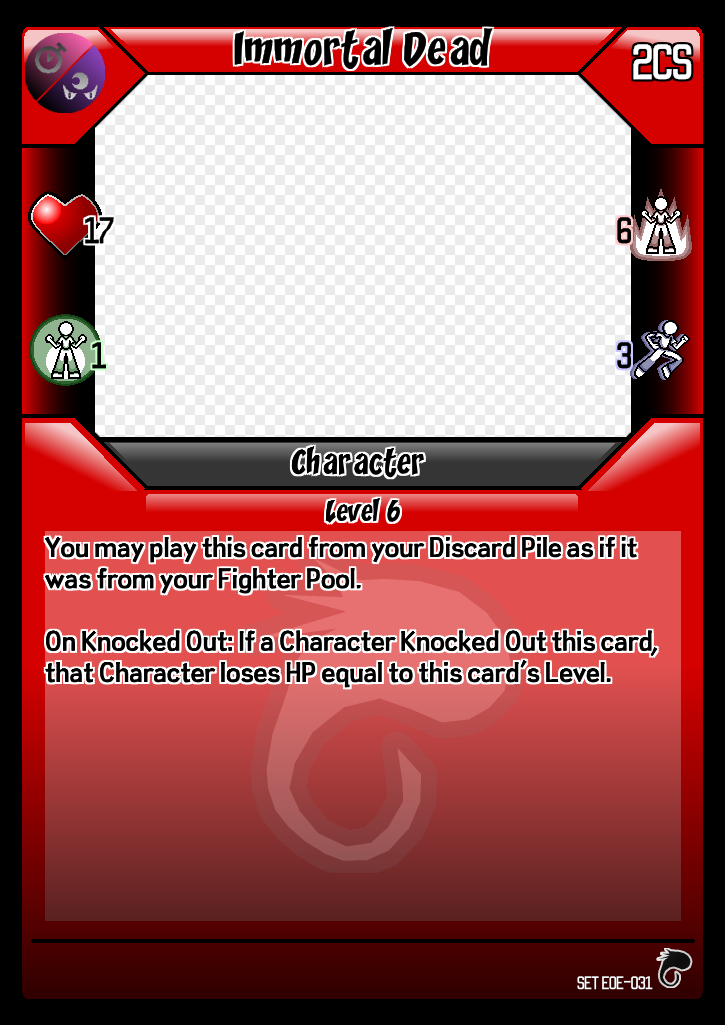 Immortal Dead
2CS
17
6
1
3
Character
Level 6
You may play this card from your Discard Pile as if it
was from your Fighter Pool.
On Knocked Out: If a Character Knocked Out this card,
that Character loses HP equal to this card's Level.
SET EOE-031